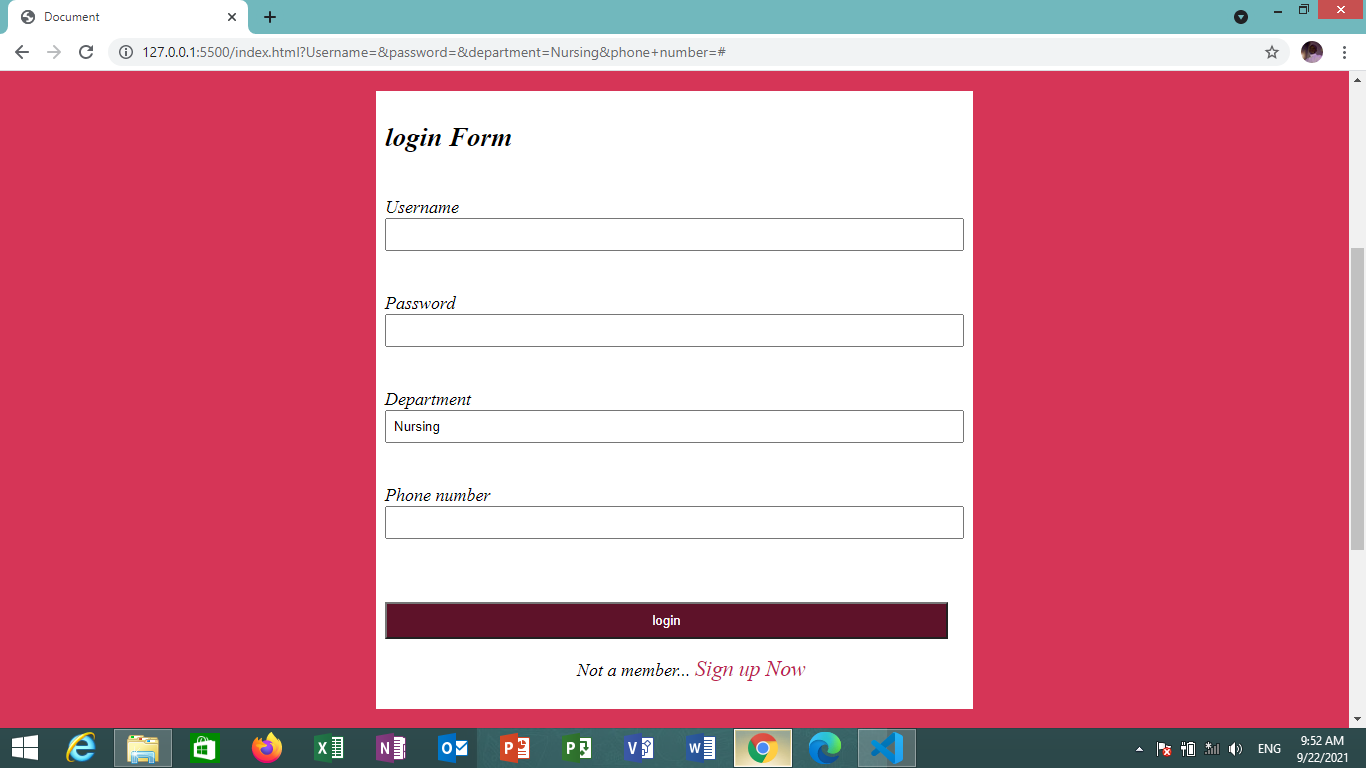 Document
127.0.0.1:5500/index.html?Username=&password=&department=Nursing&phone+number=#
login Form
Username
Password
Department
Nursing
Phone number
login
Not a member... Sign up Now
ENG
9:52 AM
9/22/2021